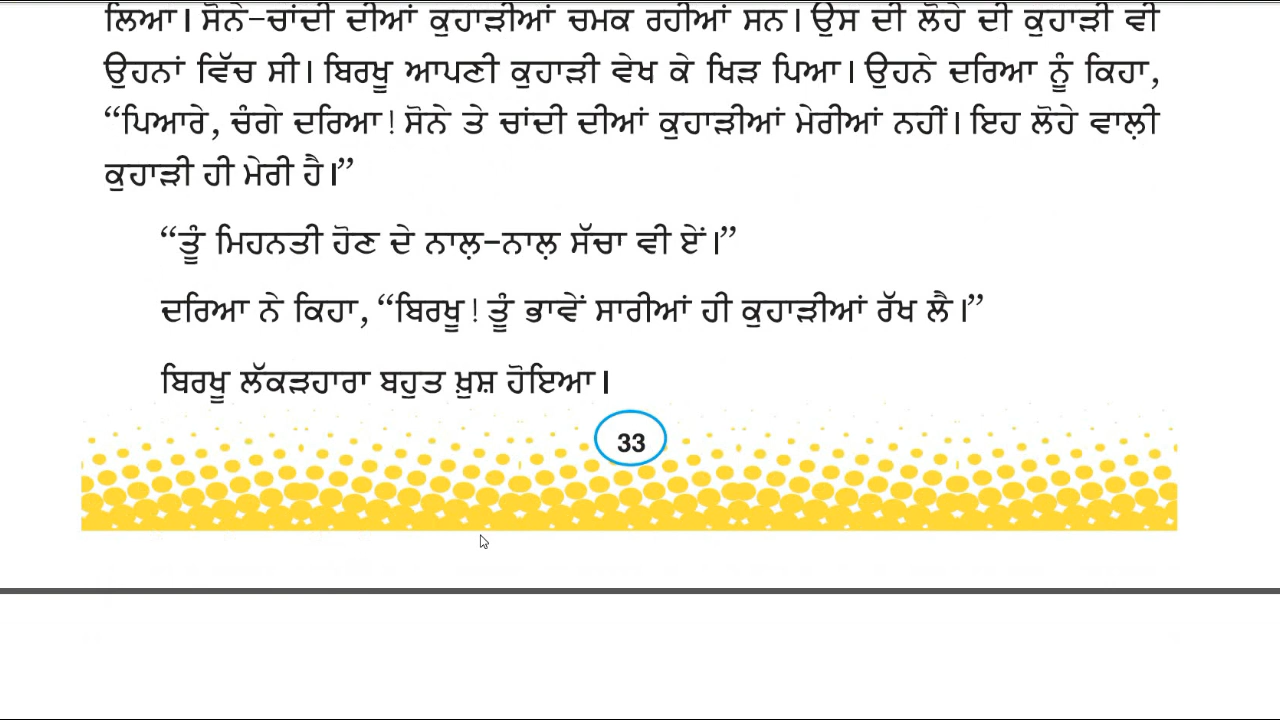 ਲਿਆ। ਸੋਨੇ-ਚਾਂਦੀ ਦੀਆਂ ਕੁਹਾੜੀਆਂ ਚਮਕ ਰਹੀਆਂ ਸਨ। ਉਸ ਦੀ ਲੋਹੇ ਦੀ ਕੁਹਾੜੀ ਵੀ
ਉਹਨਾਂ ਵਿੱਚ ਸੀ। ਬਿਰਖੂ ਆਪਣੀ ਕੁਹਾੜੀ ਵੇਖ ਕੇ ਖਿੜ ਪਿਆ। ਉਹਨੇ ਦਰਿਆ ਨੂੰ ਕਿਹਾ,
“ਪਿਆਰੇ, ਚੰਗੇ ਦਰਿਆ! ਸੋਨੇ ਤੇ ਚਾਂਦੀ ਦੀਆਂ ਕੁਹਾੜੀਆਂ ਮੇਰੀਆਂ ਨਹੀਂ। ਇਹ ਲੋਹੇ ਵਾਲ਼ੀ
ਕੁਹਾੜੀ ਹੀ ਮੇਰੀ ਹੈ।”
“ਤੂੰ ਮਿਹਨਤੀ ਹੋਣ ਦੇ ਨਾਲ਼-ਨਾਲ਼ ਸੱਚਾ ਵੀ ਏਂ।”
ਦਰਿਆ ਨੇ ਕਿਹਾ, “ਬਿਰਖੂ! ਤੂੰ ਭਾਵੇਂ ਸਾਰੀਆਂ ਹੀ ਕੁਹਾੜੀਆਂ ਰੱਖ ਲੈ।”
ਬਿਰਖੂ ਲੱਕੜਹਾਰਾ ਬਹੁਤ ਖ਼ੁਸ਼ ਹੋਇਆ।
33